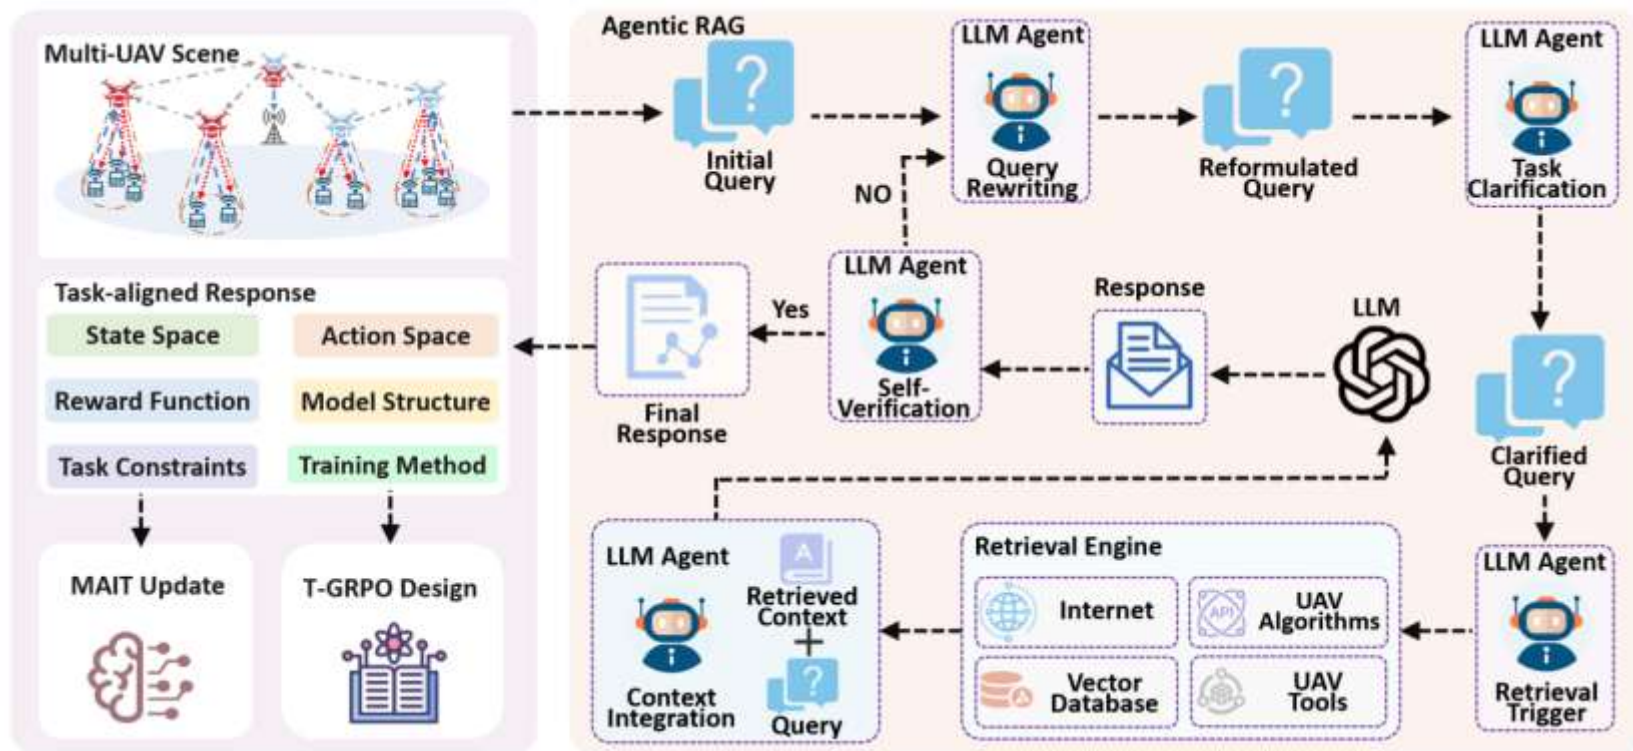 Multi-UAV Scene
Task-aligned Response
State Space
Action Space
Reward Function
Model Structure
Task Constraints
Training Method
MAIT Update
T-GRPO Design
Agentic RAG
Initial
Query
LLM Agent
Query
Rewriting
Reformulated
Query
LLM Agent
Task
Clarification
NO
Final
Response
Yes
LLM Agent
Self-
Verification
Response
LLM
Clarified
Query
LLM Agent
Context
Integration
A
Retrieved
Context
+
Query
Retrieval Engine
Internet
API
UAV
Algorithms
Vector
Database
UAV
Tools
LLM Agent
Retrieval
Trigger